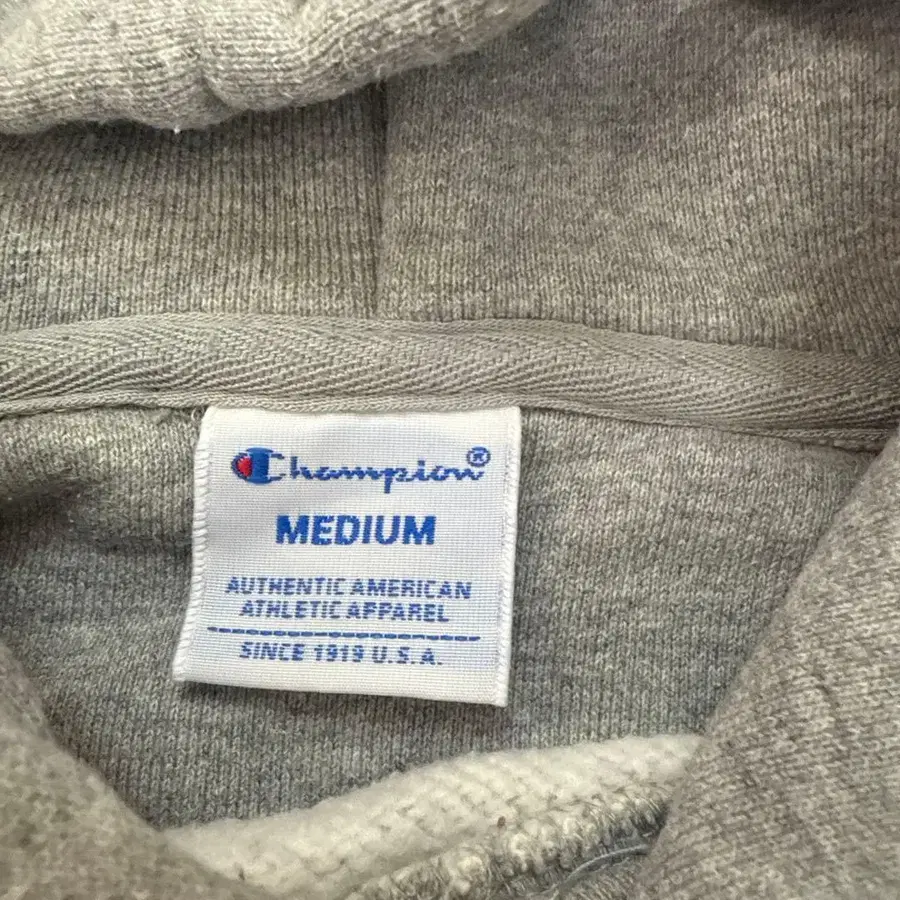 Champion®
MEDIUM
AUTHENTIC AMERICAN
ATHLETIC APPAREL
SINCE 1919 U.S.A.